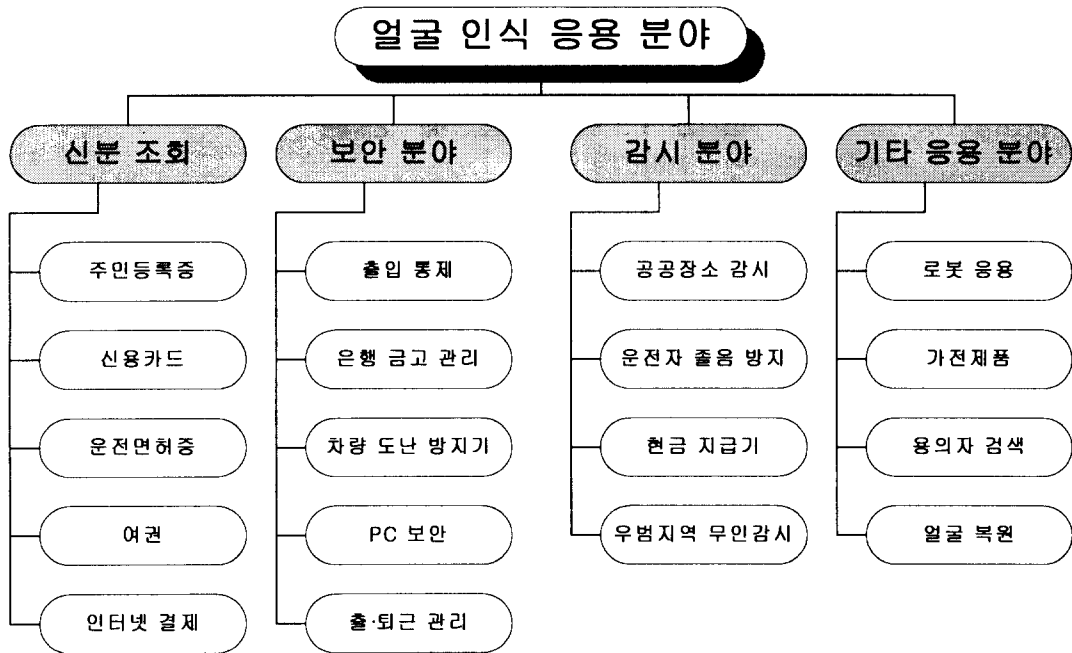 얼굴 인식 응용 분야
신분 조회
주민등록증
신용카드
운전면허증
여권
인터넷 결제
보안 분야
출입 통제
은행 금고 관리
차량 도난 방지기
PC 보안
출·퇴근 관리
감시 분야
공공장소 감시
운전자 졸움 방지
현금 지급기
우범지역 무인감시
기타 응용 분야
로봇 응용
가전제품
용의자 검색
얼굴 복원